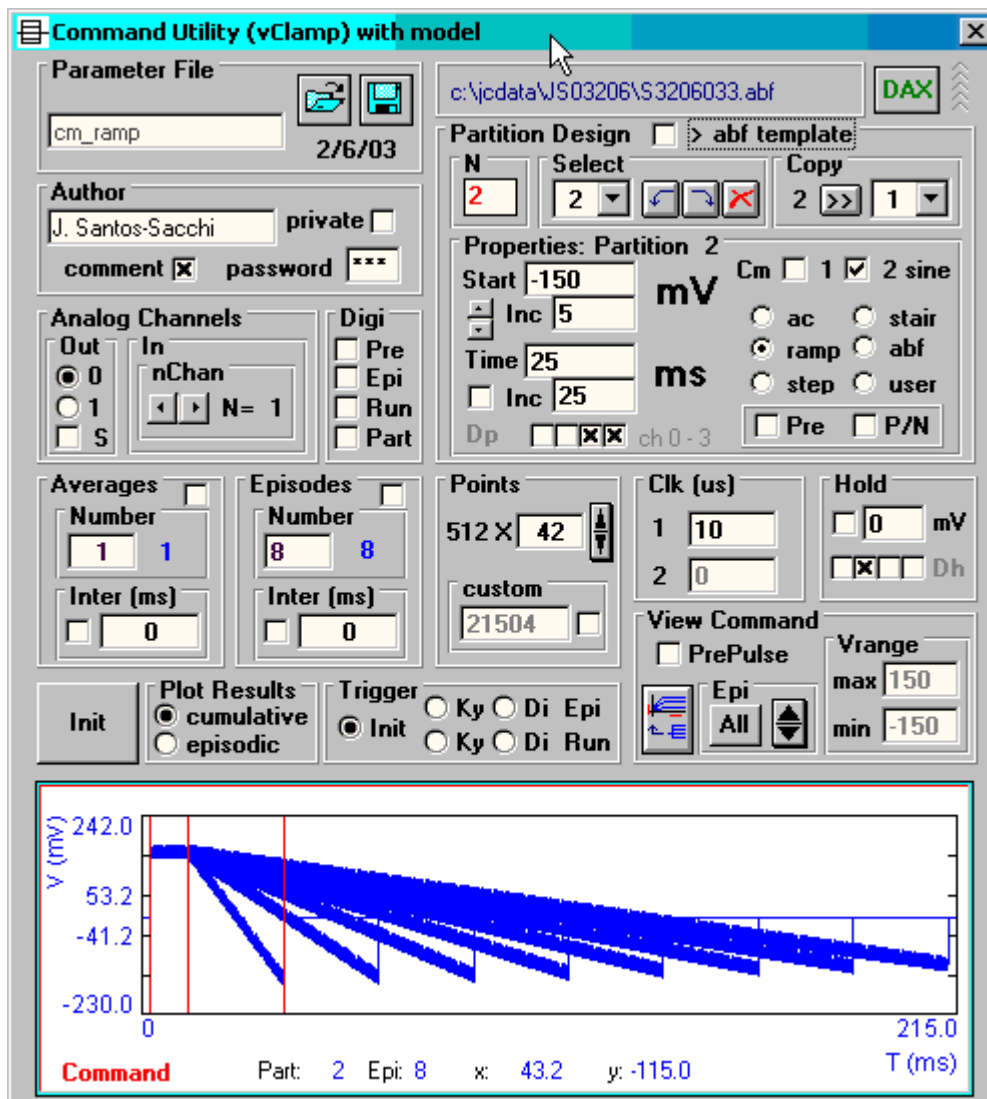 Command Utility (vClamp) with model
Parameter File
cm_ramp
2/6/03
c:\jcdata\JS03206\S3206033.abf
DAX
Author
J. Santos-Sacchi
private
comment
password
***
Partition Design
> abf template
N
2
Select
2
Copy
2 >> 1
Properties: Partition 2
Start -150
mV
Inc 5
Time 25
ms
Inc 25
Dp
ch 0 - 3
Cm
1
2 sine
ac
stair
ramp
abf
step
user
Pre
P/N
Analog Channels
Out
0
1
S
In
nChan
N= 1
Digi
Pre
Epi
Run
Part
Averages
Number
1 1
Inter (ms)
0
Episodes
Number
8 8
Inter (ms)
0
Points
512 X 42
custom
21504
Clk (us)
1 10
2 0
Hold
0 mV
Dh
View Command
PrePulse
Epi
All
Vrange
max 150
min -150
Init
Plot Results
cumulative
episodic
Trigger
Init
Ky Di Epi
Ky Di Run
V (mV)
242.0
53.2
-41.2
-230.0
0
215.0
T (ms)
Command
Part: 2 Epi: 8 x: 43.2 y: -115.0